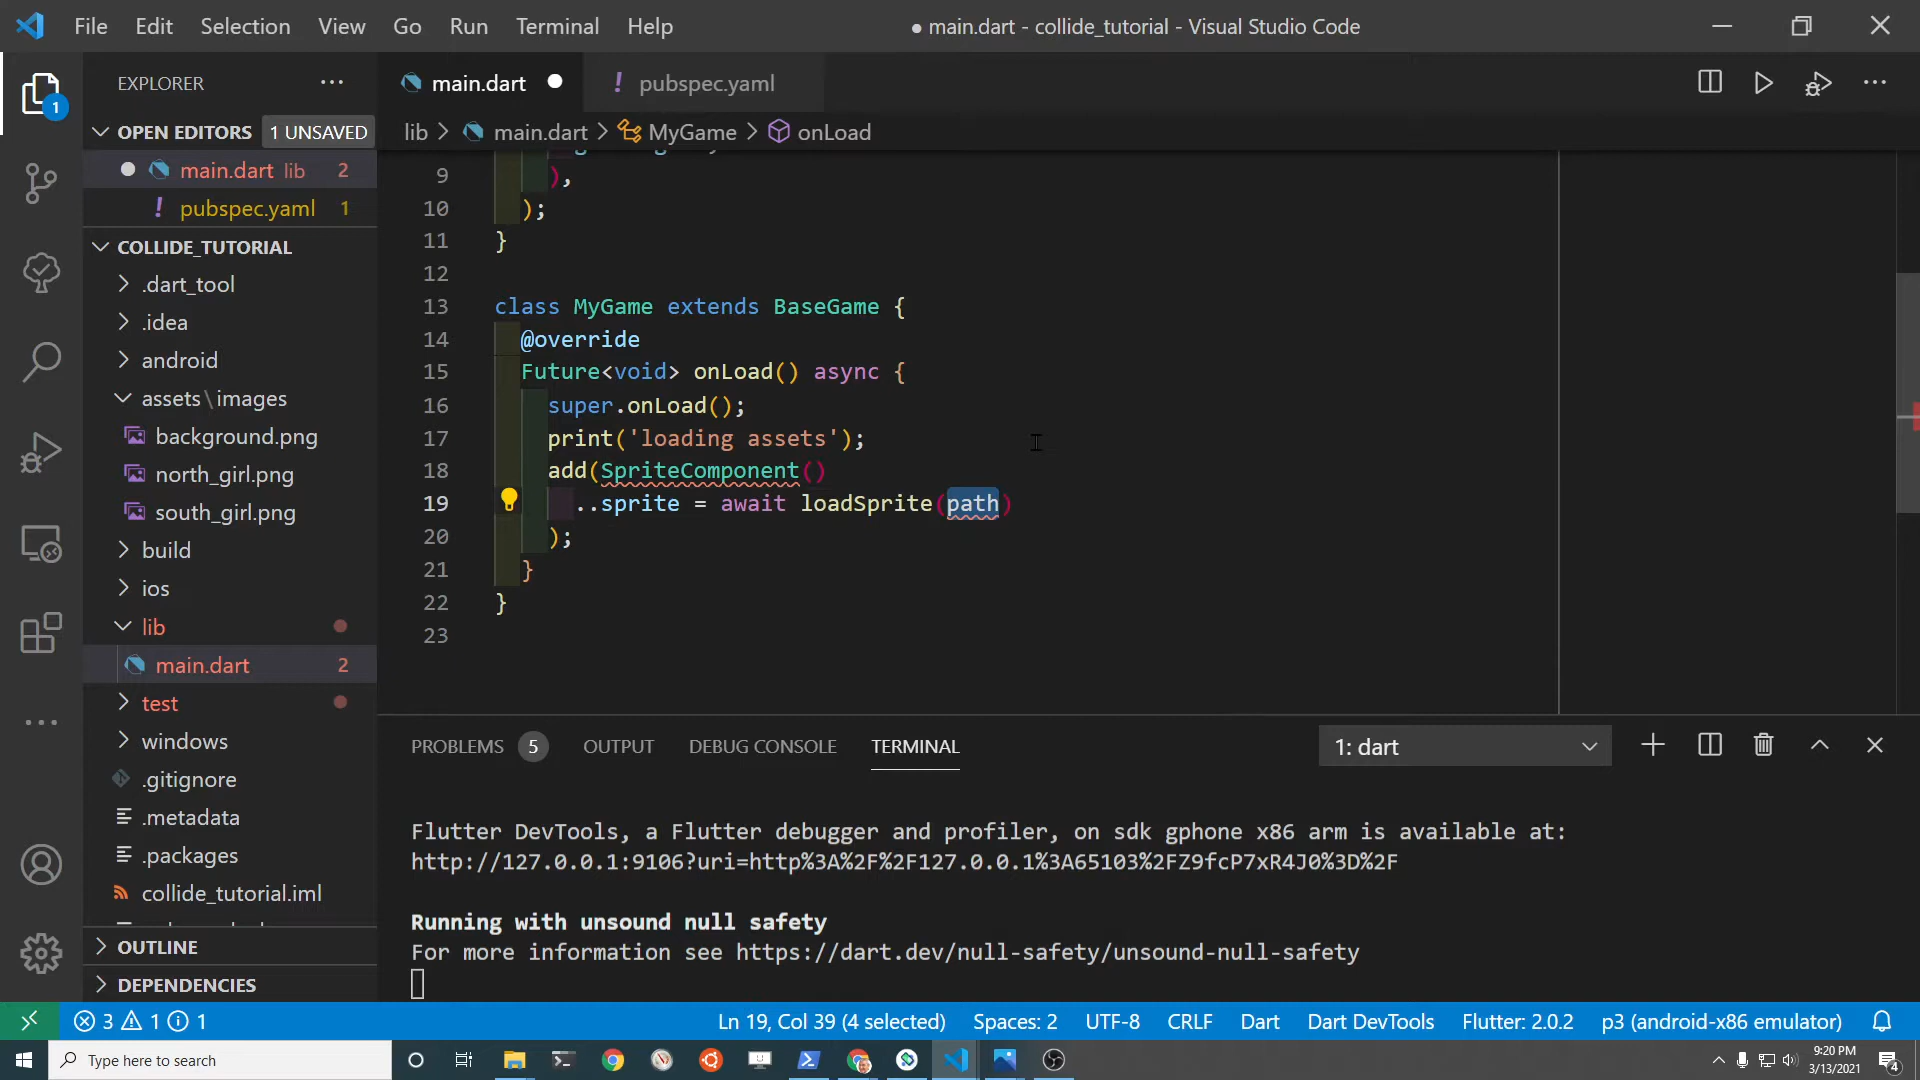 File Edit Selection View Go Run Terminal Help
● main.dart - collide_tutorial - Visual Studio Code
EXPLORER
OPEN EDITORS 1 UNSAVED
main.dart lib 2
! pubspec.yaml 1
COLLIDE_TUTORIAL
.dart_tool
.idea
android
assets\images
background.png
north_girl.png
south_girl.png
build
ios
lib
main.dart 2
test
windows
.gitignore
.metadata
.packages
collide_tutorial.iml
OUTLINE
DEPENDENCIES
1
main.dart
! pubspec.yaml
lib > main.dart > MyGame > onLoad
9 ),
10 );
11 }
12
13 class MyGame extends BaseGame {
14 @override
15 Future<void> onLoad() async {
16 super.onLoad();
17 print('loading assets');
18 add(SpriteComponent()
19 ..sprite = await loadSprite(path)
20 );
21 }
22 }
23
PROBLEMS 5 OUTPUT DEBUG CONSOLE TERMINAL
1: dart
Flutter DevTools, a Flutter debugger and profiler, on sdk gphone x86 arm is available at:
http://127.0.0.1:9106?uri=http%3A%2F%2F127.0.0.1%3A65103%2FZ9fcP7xR4J0%3D%2F
Running with unsound null safety
For more information see https://dart.dev/null-safety/unsound-null-safety
3 1 1
Ln 19, Col 39 (4 selected) Spaces: 2 UTF-8 CRLF Dart Dart DevTools Flutter: 2.0.2 p3 (android-x86 emulator)
Type here to search
9:20 PM
3/13/2021
4